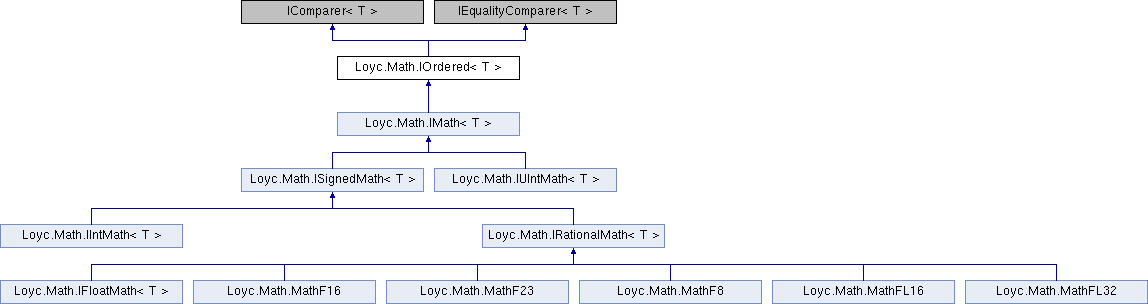 IComparer< T >
IEqualityComparer< T >
Loyc.Math.IOrdered< T >
Loyc.Math.IMath< T >
Loyc.Math.ISignedMath< T >
Loyc.Math.IUIntMath< T >
Loyc.Math.IIntMath< T >
Loyc.Math.IRationalMath< T >
Loyc.Math.IFloatMath< T >
Loyc.Math.MathF16
Loyc.Math.MathF23
Loyc.Math.MathF8
Loyc.Math.MathFL16
Loyc.Math.MathFL32